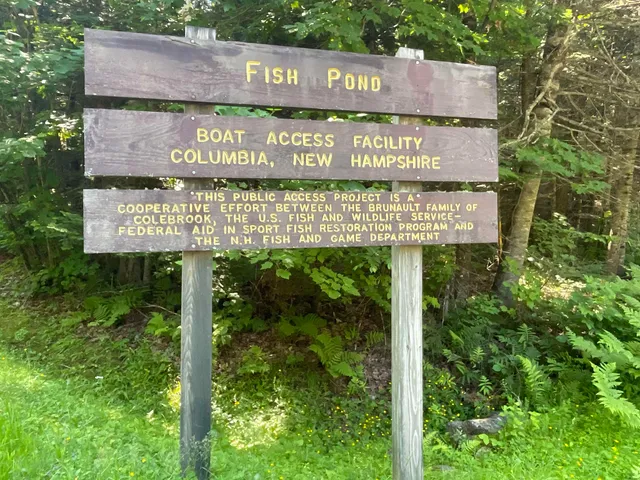 FISH POND
BOAT ACCESS FACILITY
COLUMBIA, NEW HAMPSHIRE
"THIS PUBLIC ACCESS PROJECT IS A"
COOPERATIVE EFFORT BETWEEN THE BRUNAULT FAMILY OF
COLEBROOK, THE U.S. FISH AND WILDLIFE SERVICE–
FEDERAL AID IN SPORT FISH RESTORATION PROGRAM AND
THE N.H. FISH AND GAME DEPARTMENT